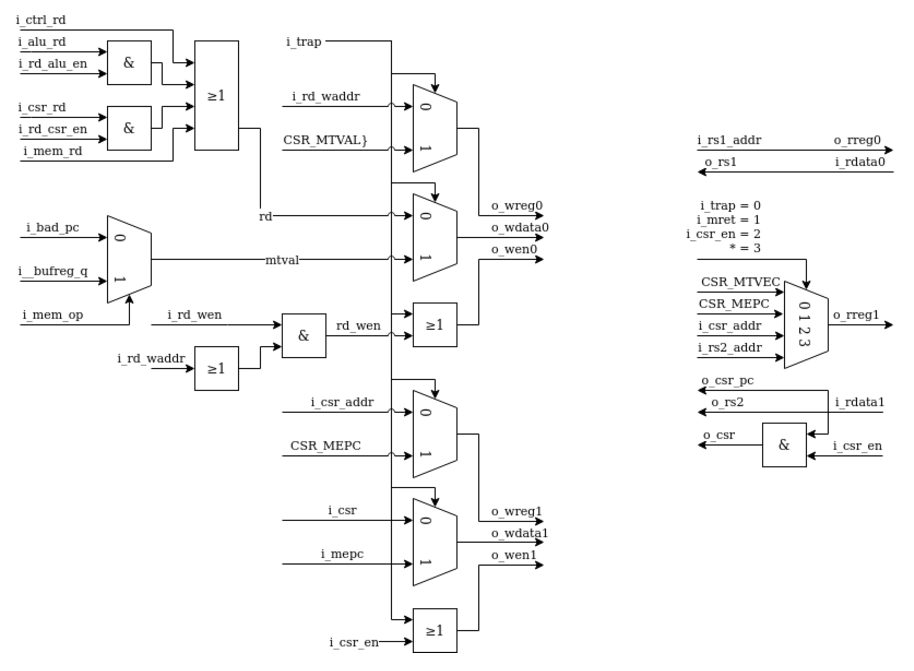 i_ctrl_rd
i_alu_rd
i_rd_alu_en
&
i_csr_rd
i_rd_csr_en
&
i_mem_rd
≥1
i_trap
i_rd_waddr
CSR_MTVAL}
0
1
rd
0
1
mtval
i_bad_pc
i__bufreg_q
i_mem_op
0
1
o_wreg0
o_wdata0
o_wen0
i_rd_wen
i_rd_waddr
≥1
&
rd_wen
≥1
i_csr_addr
CSR_MEPC
0
1
i_csr
i_mepc
0
1
o_wreg1
o_wdata1
o_wen1
i_csr_en
≥1
i_rs1_addr o_rreg0
o_rs1 i_rdata0
i_trap = 0
i_mret = 1
i_csr_en = 2
* = 3
CSR_MTVEC
CSR_MEPC
i_csr_addr
i_rs2_addr
0 1 2 3
o_rreg1
o_csr_pc
o_rs2 i_rdata1
o_csr & i_csr_en